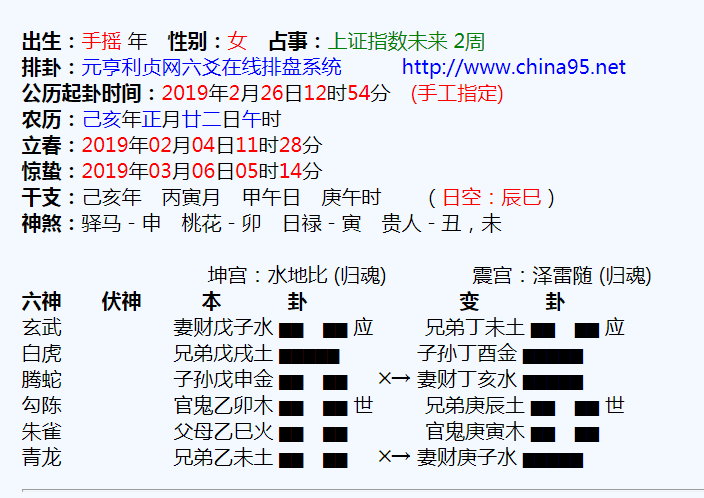 出生：手摇 年 性别：女 占事：上证指数未来 2周
排卦：元亨利贞网六爻在线排盘系统 http://www.china95.net
公历起卦时间：2019年2月26日12时54分 (手工指定)
农历：己亥年正月廿二日午时
立春：2019年02月04日11时28分
惊蛰：2019年03月06日05时14分
干支：己亥年 丙寅月 甲午日 庚午时 （日空：辰巳）
神煞：驿马－申 桃花－卯 日禄－寅 贵人－丑，未
坤宫：水地比 (归魂) 震宫：泽雷随 (归魂)
六神 伏神 本 卦 变 卦
玄武 妻财戊子水 应 兄弟丁未土 应
白虎 兄弟戊戌土 子孙丁酉金
腾蛇 子孙戊申金 ×→ 妻财丁亥水
勾陈 官鬼乙卯木 世 兄弟庚辰土 世
朱雀 父母乙巳火 官鬼庚寅木
青龙 兄弟乙未土 ×→ 妻财庚子水